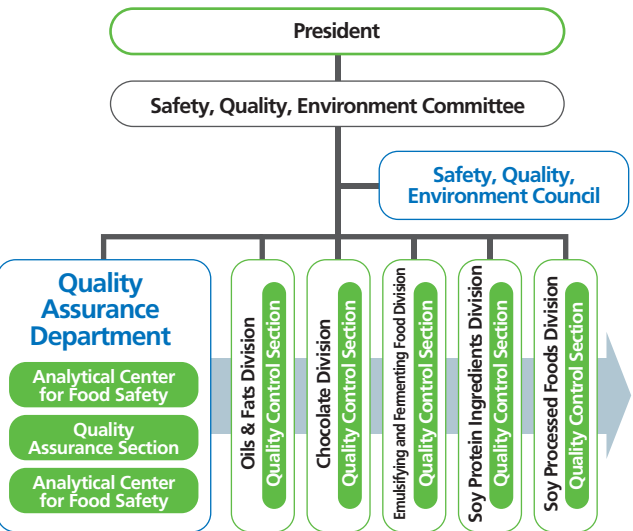 President
Safety, Quality, Environment Committee
Safety, Quality,
Environment Council
Quality
Assurance
Department
Analytical Center
for Food Safety
Quality
Assurance Section
Analytical Center
for Food Safety
Oils & Fats Division
Quality Control Section
Chocolate Division
Quality Control Section
Emulsifying and Fermenting Food Division
Quality Control Section
Soy Protein Ingredients Division
Quality Control Section
Soy Processed Foods Division
Quality Control Section